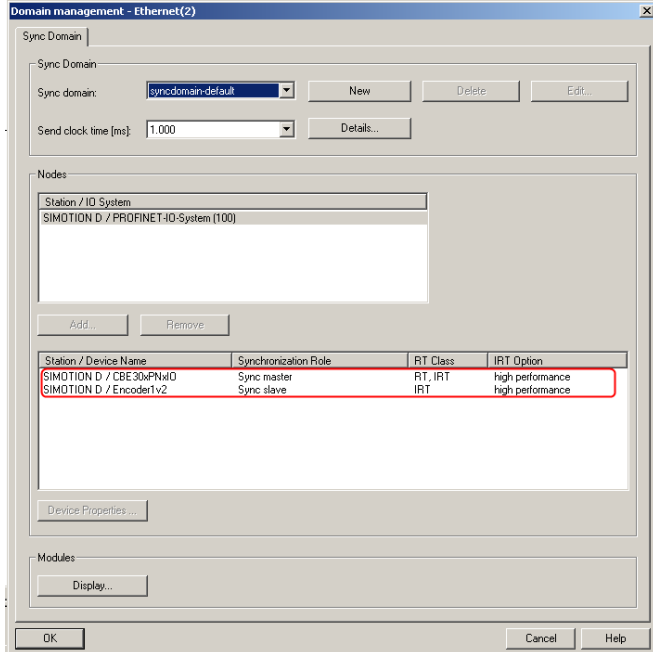 Domain management - Ethernet(2)
Sync Domain
Sync Domain
Sync domain: syncdomain-default New Delete Edit...
Send clock time [ms]: 1.000 Details...
Nodes
Station / IO System
SIMOTION D / PROFINET-IO-System (100)
Add... Remove
Station / Device Name Synchronization Role RT Class IRT Option
SIMOTION D / CBE30xPNxIO Sync master RT, IRT high performance
SIMOTION D / Encoder1v2 Sync slave IRT high performance
Device Properties ...
Modules
Display...
OK Cancel Help